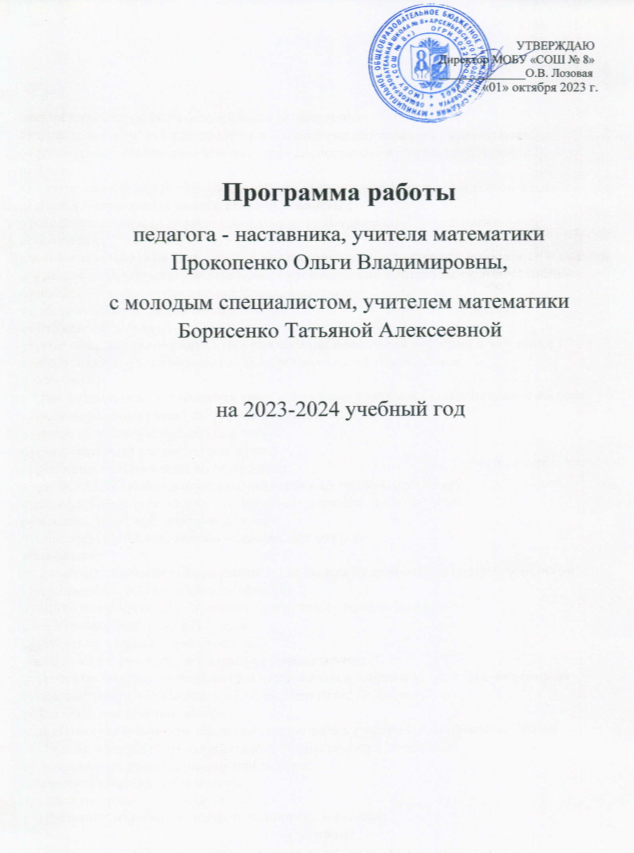 УТВЕРЖДАЮ
Директор МОБУ «СОШ № 8»
О.В. Лозовая
«01» октября 2023 г.
Программа работы
педагога - наставника, учителя математики
Прокопенко Ольги Владимировны,
с молодым специалистом, учителем математики
Борисенко Татьяной Алексеевной
на 2023-2024 учебный год